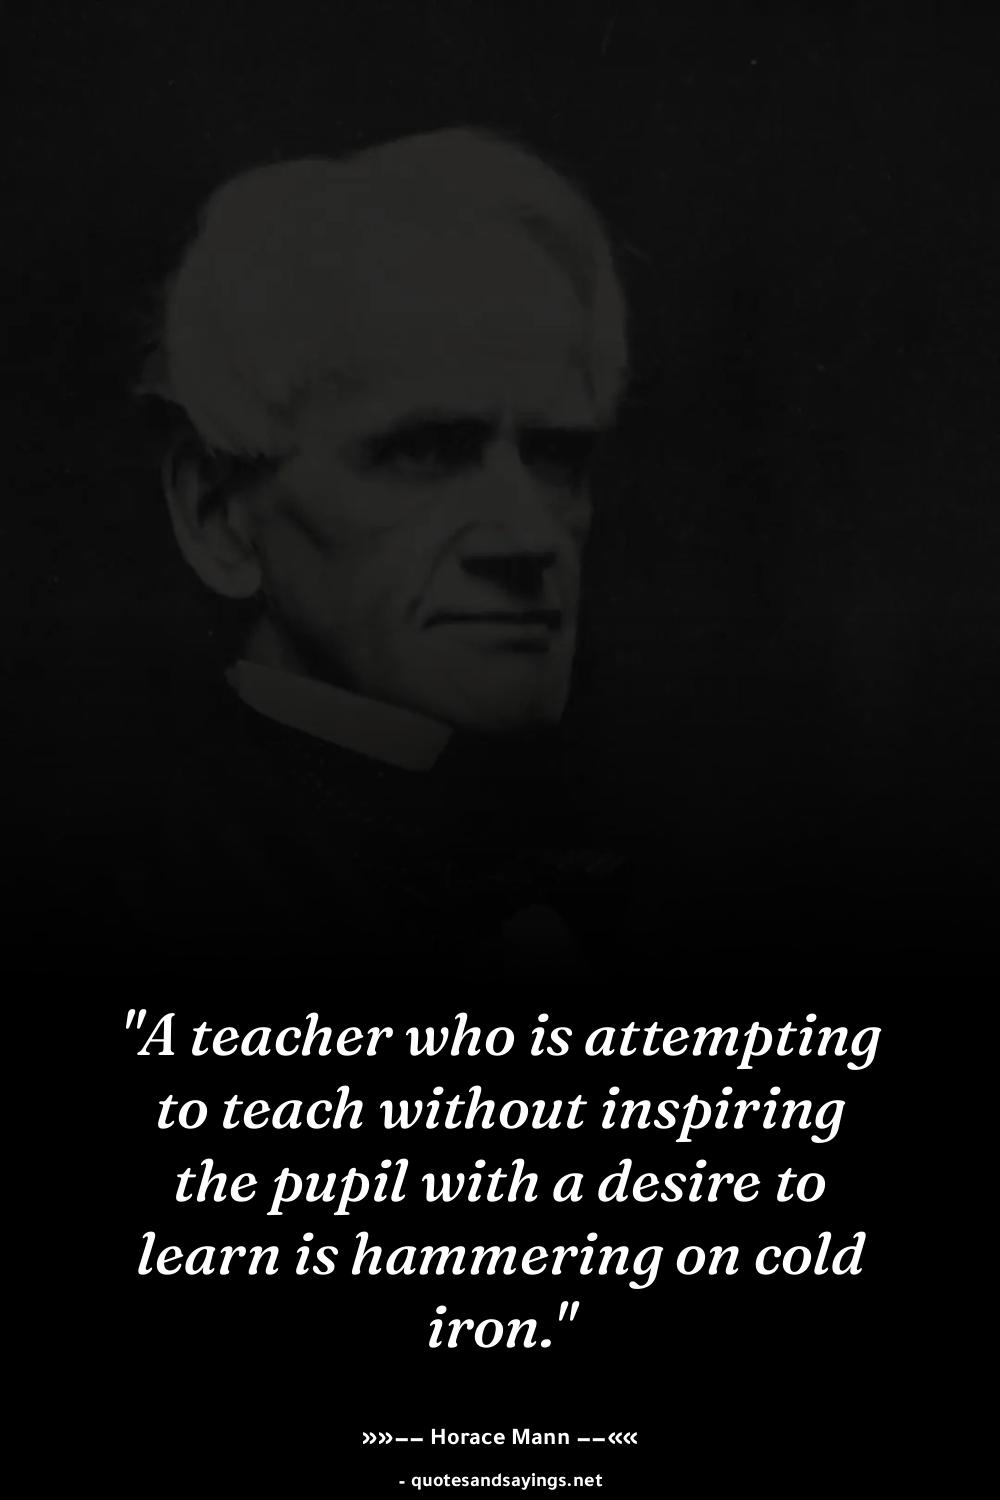 "A teacher who is attempting
to teach without inspiring
the pupil with a desire to
learn is hammering on cold
iron."
»»−− Horace Mann −−««
- quotesandsayings.net